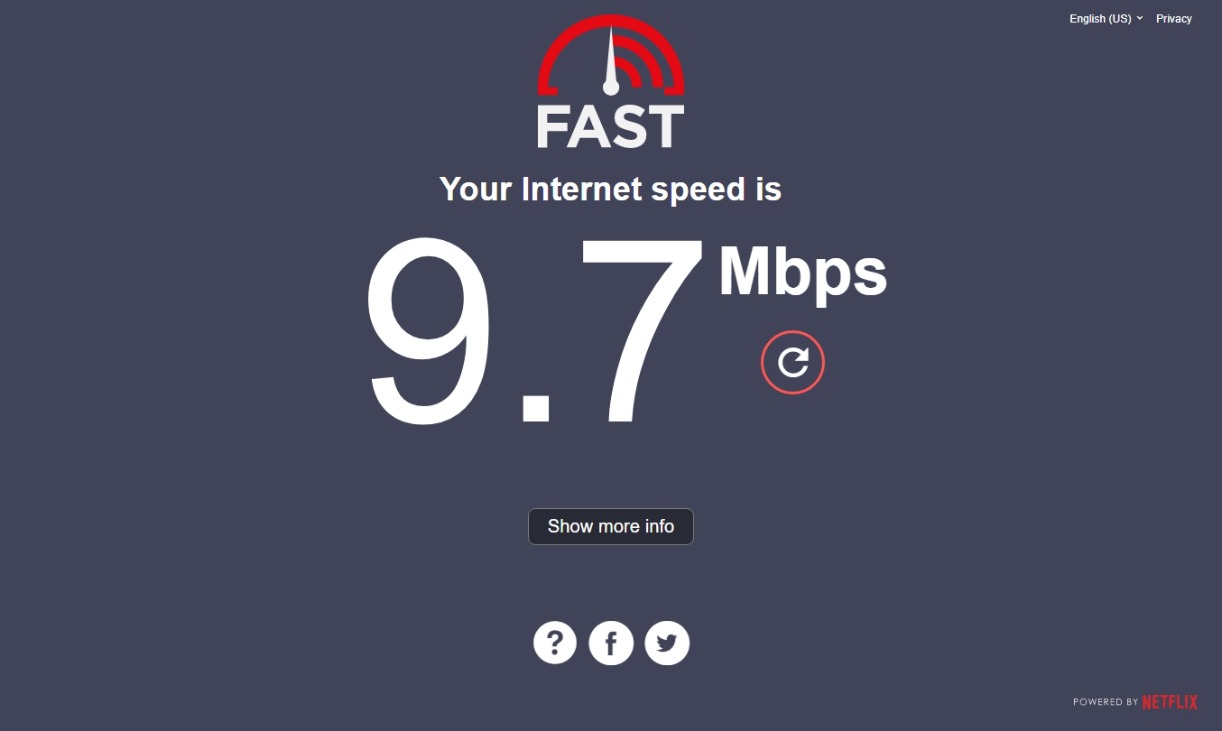 English (US) Privacy
FAST
Your Internet speed is
9.7 Mbps
Show more info
?
POWERED BY NETFLIX